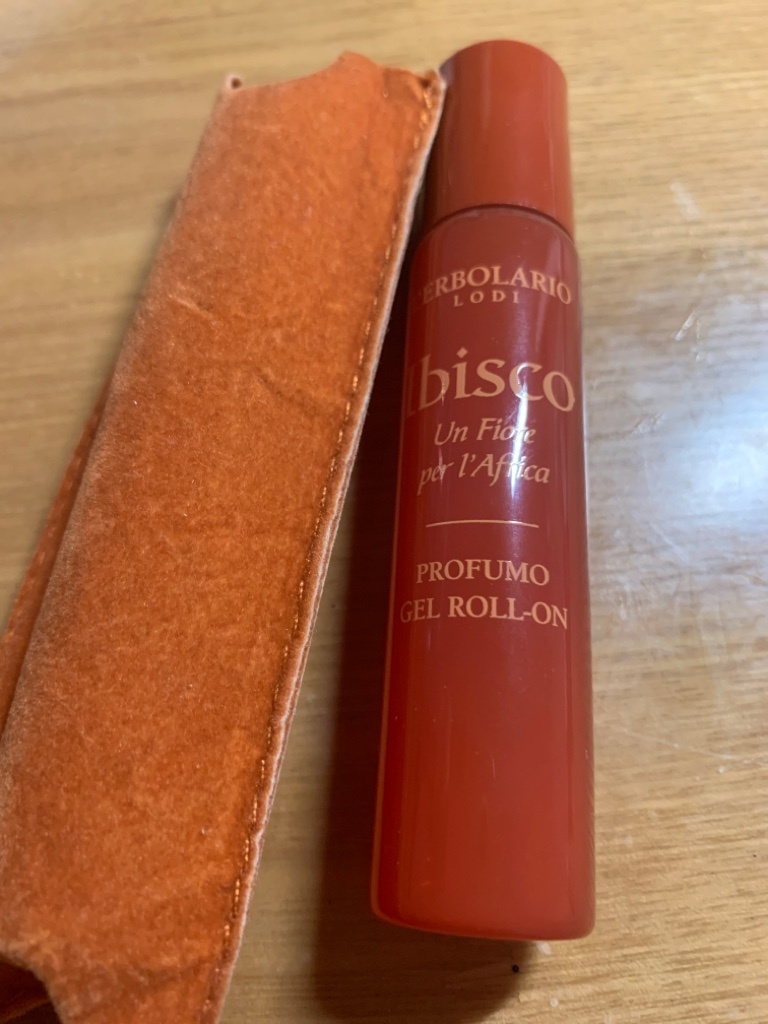 L'ERBOLARIO
LODI
Ibisco
Un Fiore
per l'Africa
PROFUMO
GEL ROLL-ON